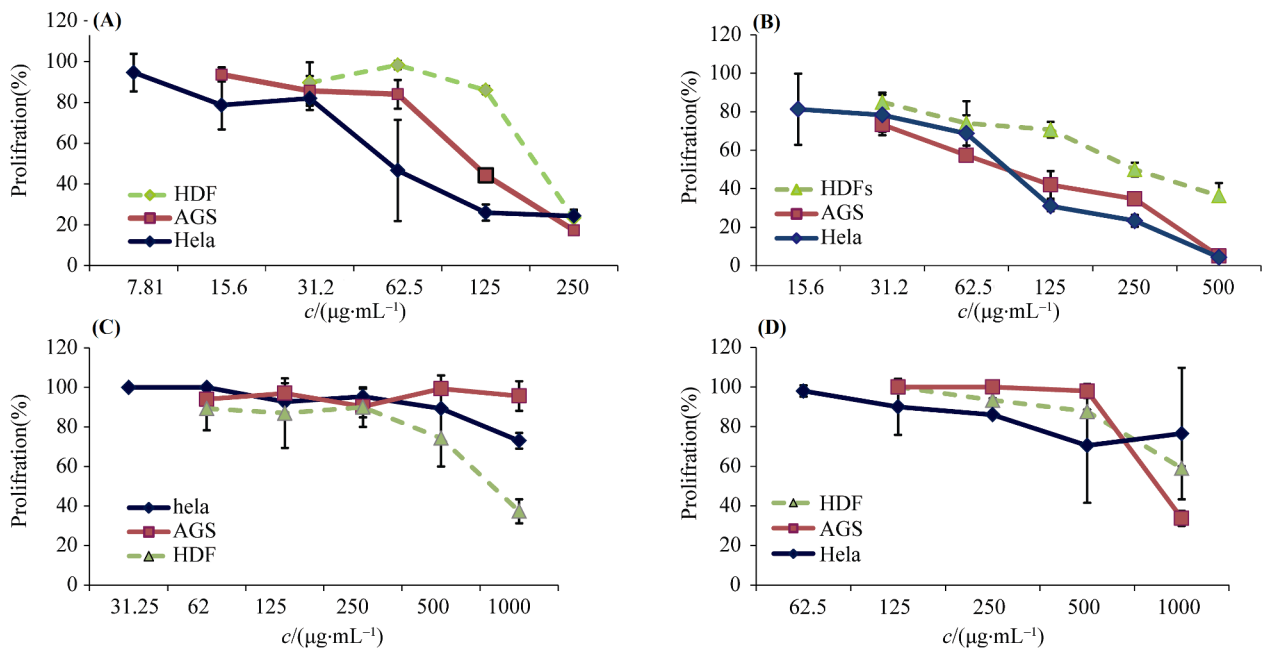 (A)
120
100
80
60
40
20
0
Prolifration(%)
HDF
AGS
Hela
7.81 15.6 31.2 62.5 125 250
c/(μg·mL⁻¹)
(B)
120
100
80
60
40
20
0
Prolifration(%)
HDFs
AGS
Hela
15.6 31.2 62.5 125 250 500
c/(μg·mL⁻¹)
(C)
120
100
80
60
40
20
0
Prolifration(%)
hela
AGS
HDF
31.25 62 125 250 500 1000
c/(μg·mL⁻¹)
(D)
120
100
80
60
40
20
0
Prolifration(%)
HDF
AGS
Hela
62.5 125 250 500 1000
c/(μg·mL⁻¹)